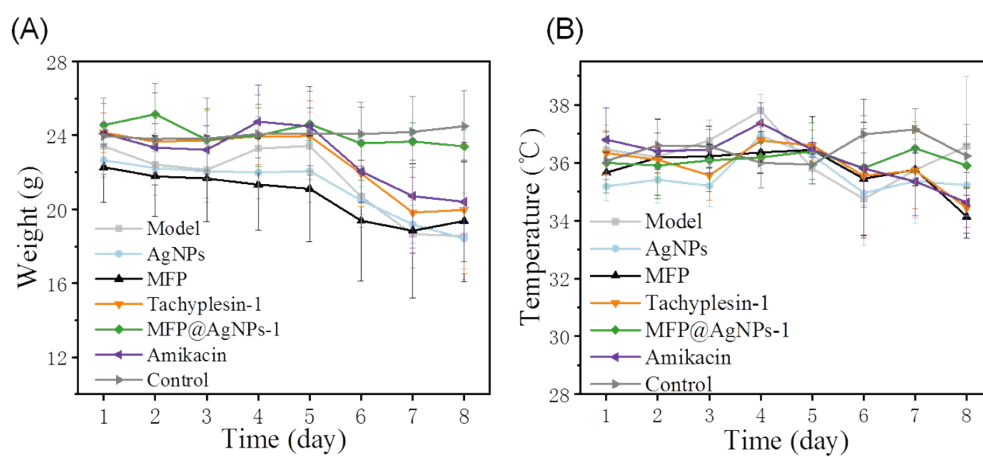 (A)
Weight (g)
28
24
20
16
12
Model
AgNPs
MFP
Tachyplesin-1
MFP@AgNPs-1
Amikacin
Control
1 2 3 4 5 6 7 8
Time (day)
(B)
Temperature (℃)
38
36
34
32
30
28
Model
AgNPs
MFP
Tachyplesin-1
MFP@AgNPs-1
Amikacin
Control
1 2 3 4 5 6 7 8
Time (day)